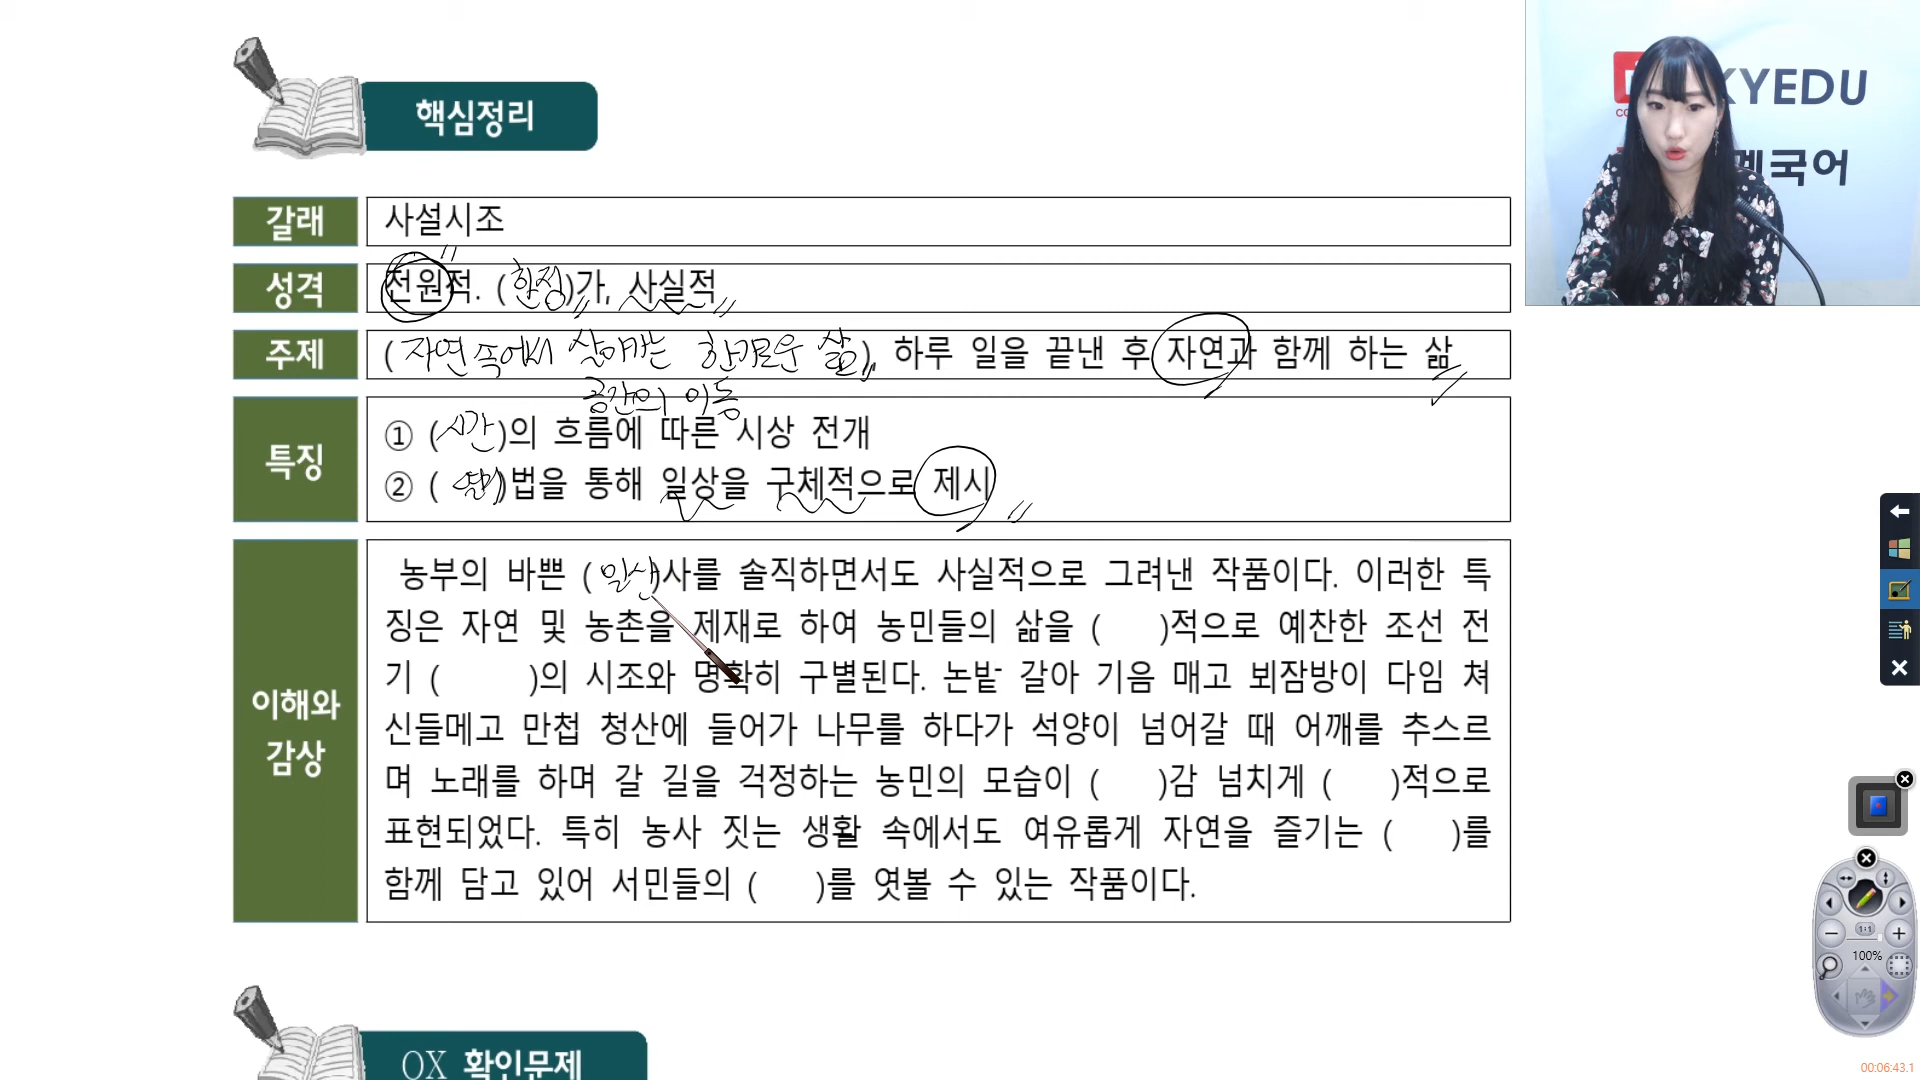 핵심정리
KYEDU
국어
갈래
사설시조
성격
전원적. (한정)가, 사실적
주제
(자연 속에서 살아가는 한가로운 삶), 하루 일을 끝낸 후 자연과 함께 하는 삶
특징
공간의 이동
① (시간)의 흐름에 따른 시상 전개
② (열거)법을 통해 일상을 구체적으로 제시
이해와
감상
농부의 바쁜 (일상)사를 솔직하면서도 사실적으로 그려낸 작품이다. 이러한 특
징은 자연 및 농촌을 제재로 하여 농민들의 삶을 ( )적으로 예찬한 조선 전
기 ( )의 시조와 명확히 구별된다. 논밭 갈아 기음 매고 뵈잠방이 다임 쳐
신들메고 만첩 청산에 들어가 나무를 하다가 석양이 넘어갈 때 어깨를 추스르
며 노래를 하며 갈 길을 걱정하는 농민의 모습이 ( )감 넘치게 ( )적으로
표현되었다. 특히 농사 짓는 생활 속에서도 여유롭게 자연을 즐기는 ( )를
함께 담고 있어 서민들의 ( )를 엿볼 수 있는 작품이다.
OX 확인문제
1:1
100%
00:06:43.1